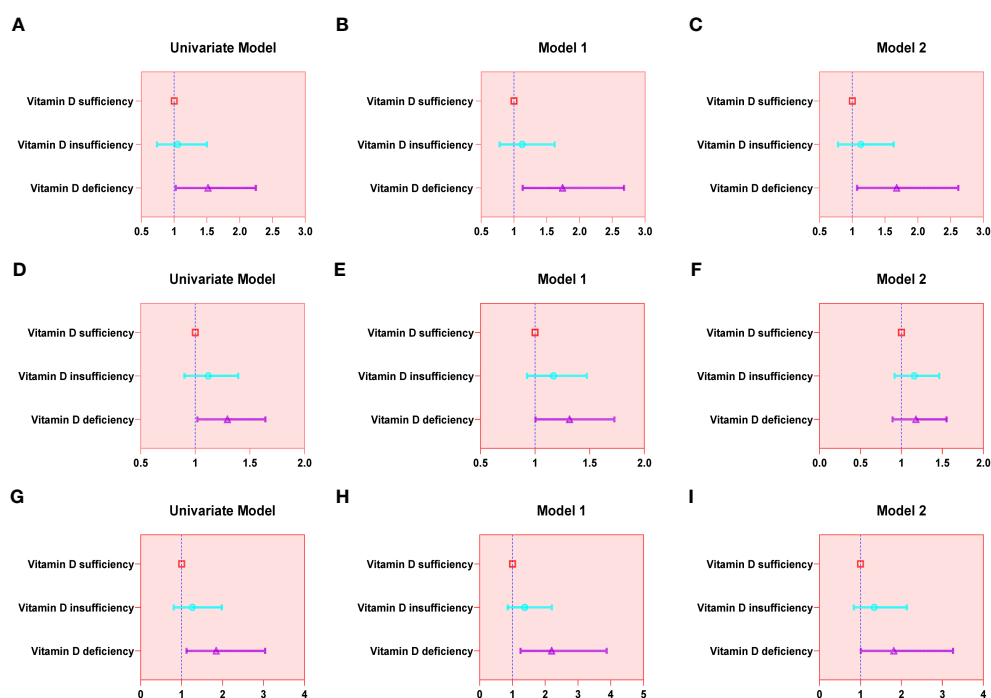 A
Univariate Model
Vitamin D sufficiency
Vitamin D insufficiency
Vitamin D deficiency
0.5 1 1.5 2.0 2.5 3.0
B
Model 1
Vitamin D sufficiency
Vitamin D insufficiency
Vitamin D deficiency
0.5 1 1.5 2.0 2.5 3.0
C
Model 2
Vitamin D sufficiency
Vitamin D insufficiency
Vitamin D deficiency
0.5 1 1.5 2.0 2.5 3.0
D
Univariate Model
Vitamin D sufficiency
Vitamin D insufficiency
Vitamin D deficiency
0.5 1 1.5 2.0
E
Model 1
Vitamin D sufficiency
Vitamin D insufficiency
Vitamin D deficiency
0.5 1 1.5 2.0
F
Model 2
Vitamin D sufficiency
Vitamin D insufficiency
Vitamin D deficiency
0.0 0.5 1 1.5 2.0
G
Univariate Model
Vitamin D sufficiency
Vitamin D insufficiency
Vitamin D deficiency
0 1 2 3 4
H
Model 1
Vitamin D sufficiency
Vitamin D insufficiency
Vitamin D deficiency
0 1 2 3 4 5
I
Model 2
Vitamin D sufficiency
Vitamin D insufficiency
Vitamin D deficiency
0 1 2 3 4